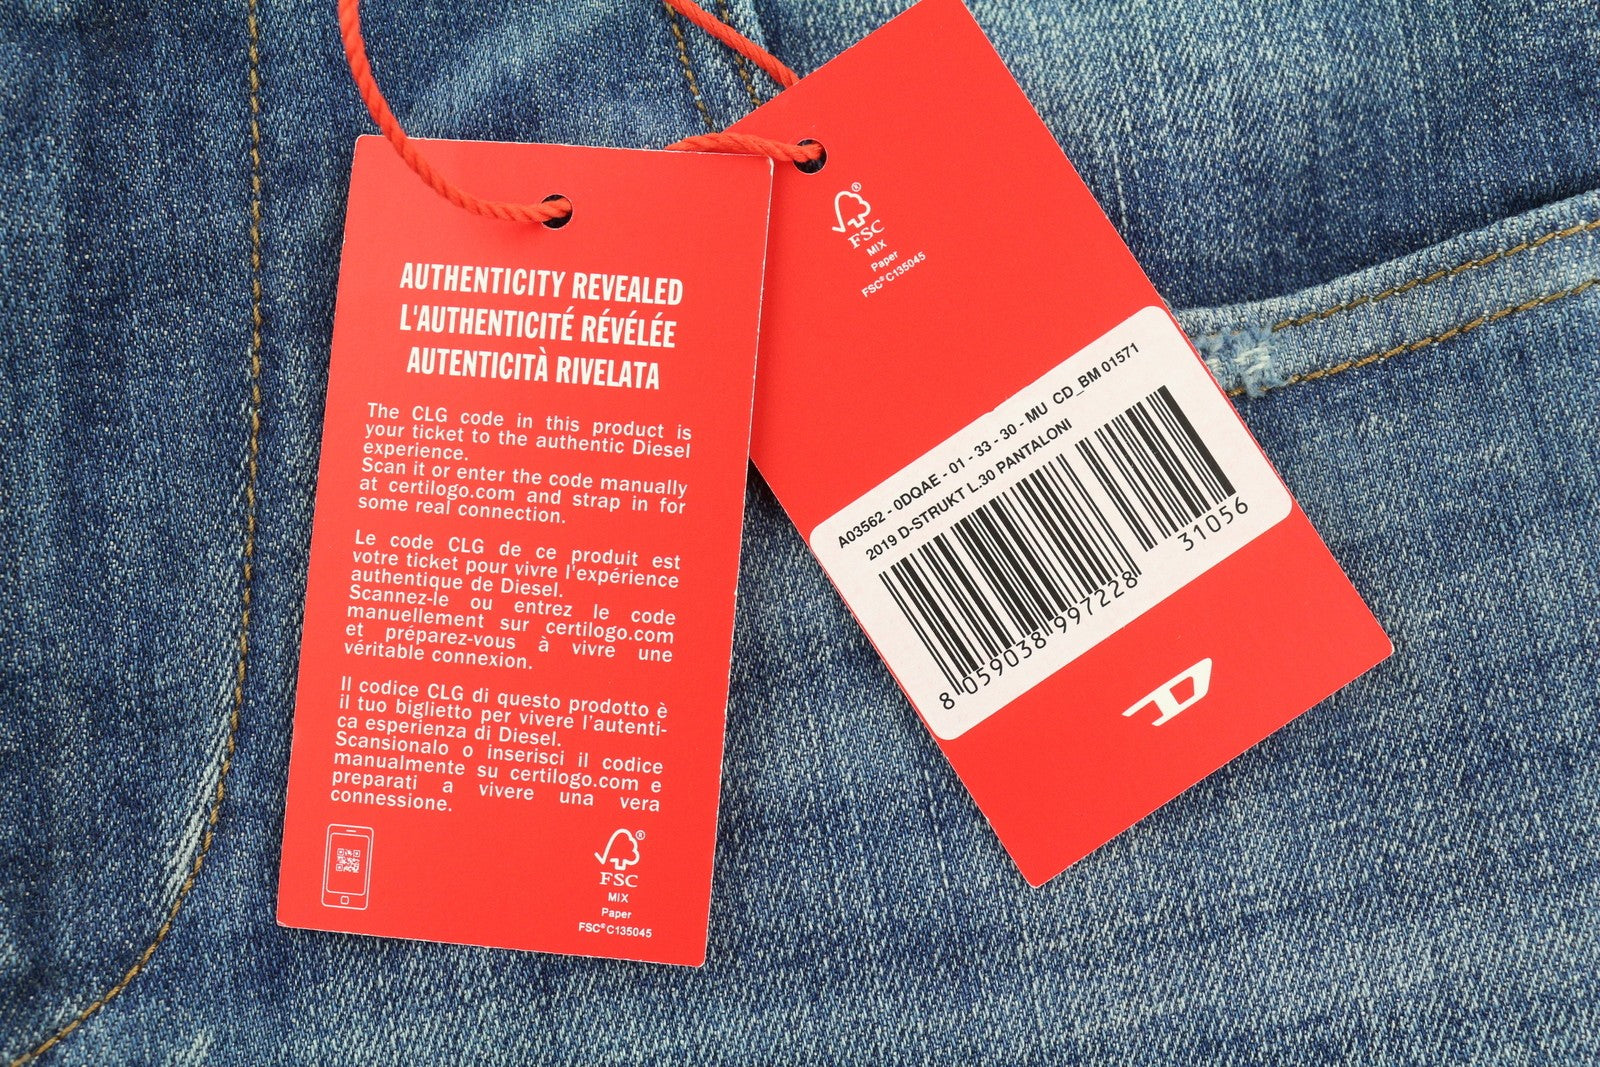 AUTHENTICITY REVEALED
L'AUTHENTICITÉ RÉVÉLÉE
AUTENTICITÀ RIVELATA
The CLG code in this product is
your ticket to the authentic Diesel
experience.
Scan it or enter the code manually
at certilogo.com and strap in for
some real connection.
Le code CLG de ce produit est
votre ticket pour vivre l'expérience
authentique de Diesel.
Scannez-le ou entrez le code
manuellement sur certilogo.com
et préparez-vous à vivre une
véritable connexion.
Il codice CLG di questo prodotto è
il tuo biglietto per vivere l'autenti-
ca esperienza di Diesel.
Scansionalo o inserisci il codice
manualmente su certilogo.com e
preparati a vivere una vera
connessione.
FSC®
MIX
Paper
FSC® C135045
FSC®
MIX
Paper
FSC® C135045
A03562 - 0DQAE - 01 - 33 - 30 - MU CD_BM 01571
2019 D-STRUKT L.30 PANTALONI
8 059038 997228
31056
D